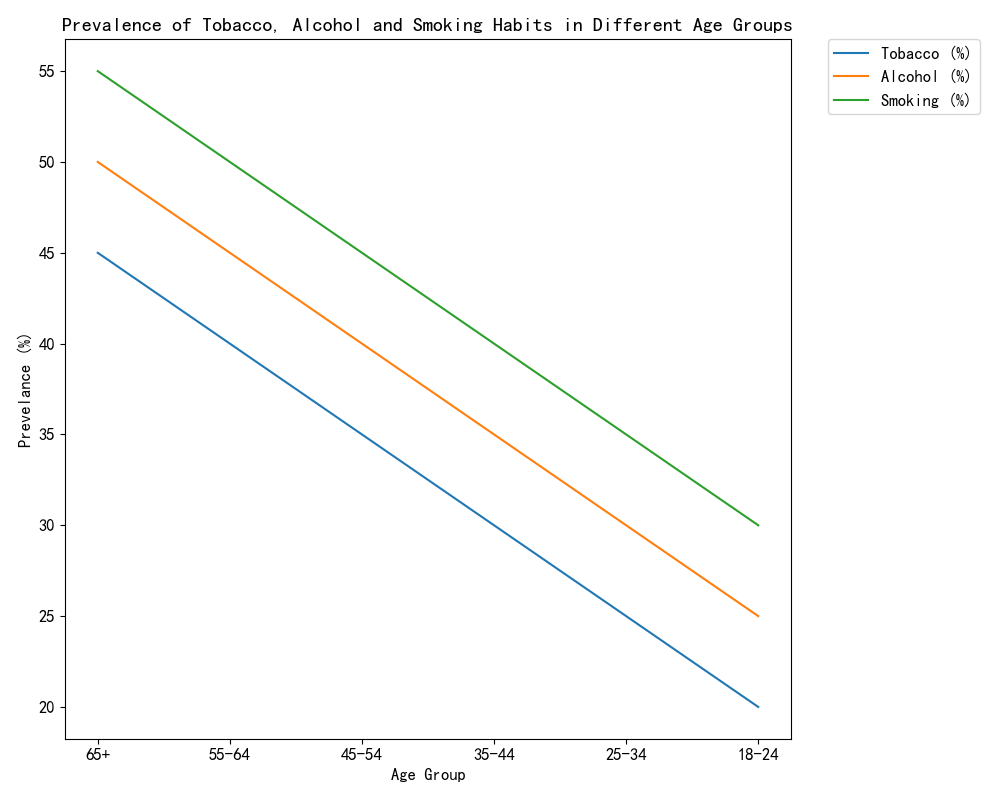 Prevalence of Tobacco, Alcohol and Smoking Habits in Different Age Groups
Tobacco (%)
Alcohol (%)
Smoking (%)
55
50
45
40
35
30
25
20
Prevelance (%)
65+
55-64
45-54
35-44
25-34
18-24
Age Group